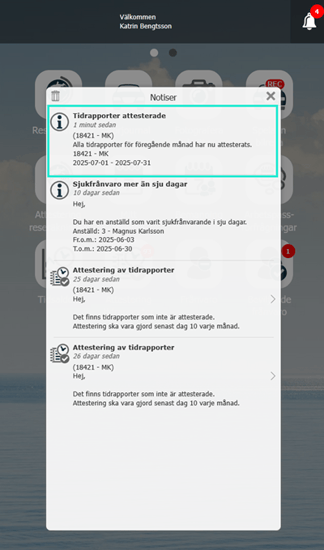 Välkommen
Katrin Bengtsson
4
Notiser
Tidrapporter attesterade
1 minut sedan
(18421 - MK)
Alla tidrapporter för föregående månad har nu attesterats.
18421 - MK
2025-07-01 - 2025-07-31
Sjukfrånvaro mer än sju dagar
10 dagar sedan
Hej,
Du har en anställd som varit sjukfrånvarande i sju dagar.
Anställd: 3 - Magnus Karlsson
Fr.o.m.: 2025-06-03
T.o.m.: 2025-06-30
Attestering av tidrapporter
25 dagar sedan
(18421 - MK)
Hej,
Det finns tidrapporter som inte är attesterade.
Attestering ska vara gjord senast dag 10 varje månad.
Attestering av tidrapporter
26 dagar sedan
(18421 - MK)
Hej,
Det finns tidrapporter som inte är attesterade.
Attestering ska vara gjord senast dag 10 varje månad.
REC
1